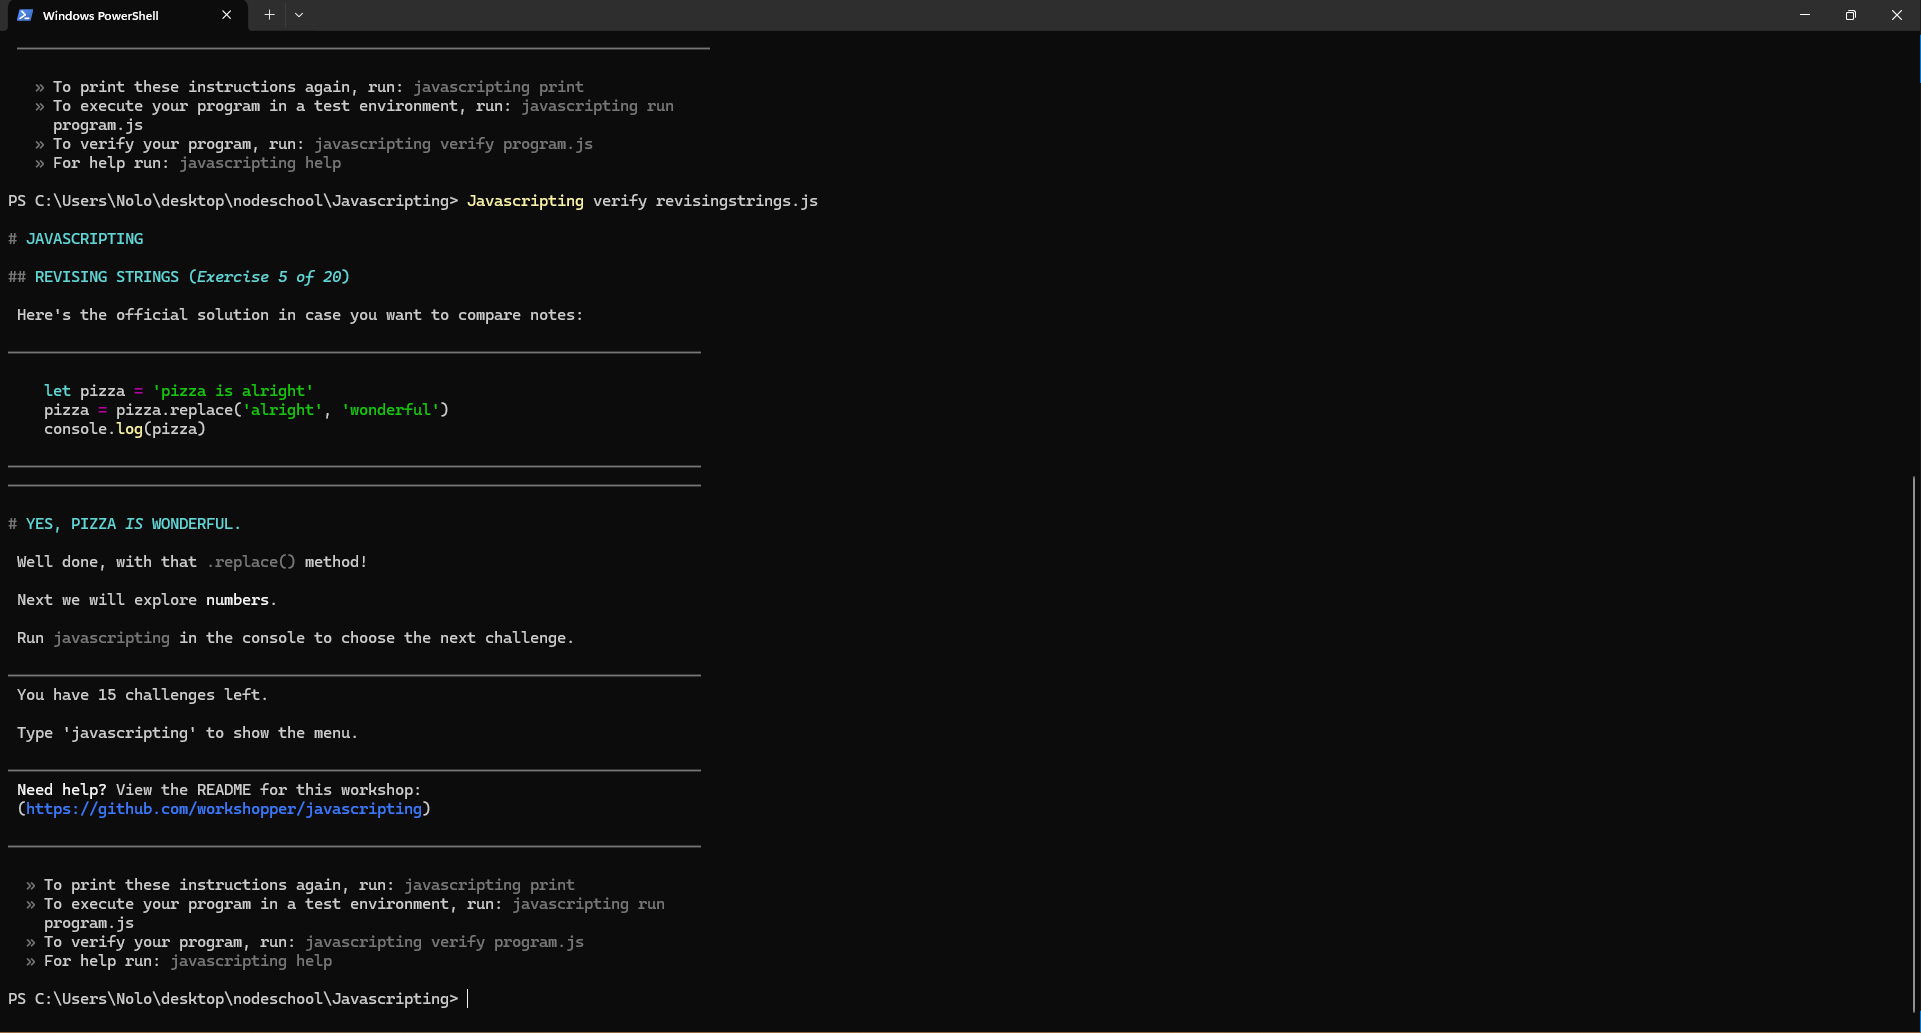 Windows PowerShell
» To print these instructions again, run: javascripting print
» To execute your program in a test environment, run: javascripting run
program.js
» To verify your program, run: javascripting verify program.js
» For help run: javascripting help
PS C:\Users\Nolo\desktop\nodeschool\Javascripting> Javascripting verify revisingstrings.js
# JAVASCRIPTING
## REVISING STRINGS (Exercise 5 of 20)
Here's the official solution in case you want to compare notes:
let pizza = 'pizza is alright'
pizza = pizza.replace('alright', 'wonderful')
console.log(pizza)
# YES, PIZZA IS WONDERFUL.
Well done, with that .replace() method!
Next we will explore numbers.
Run javascripting in the console to choose the next challenge.
You have 15 challenges left.
Type 'javascripting' to show the menu.
Need help? View the README for this workshop:
(https://github.com/workshopper/javascripting)
» To print these instructions again, run: javascripting print
» To execute your program in a test environment, run: javascripting run
program.js
» To verify your program, run: javascripting verify program.js
» For help run: javascripting help
PS C:\Users\Nolo\desktop\nodeschool\Javascripting>